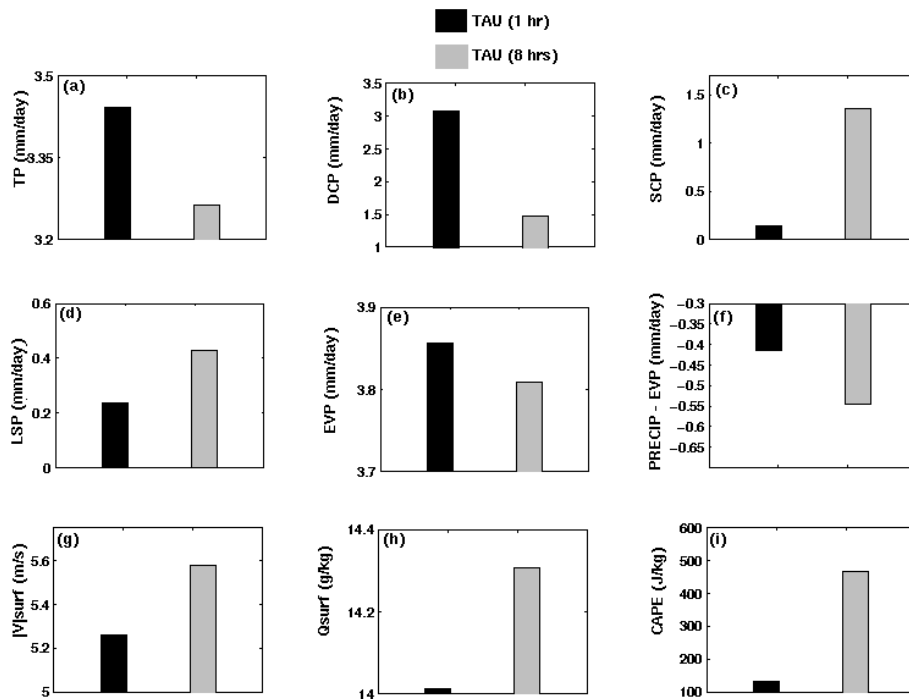 TAU (1 hr)
TAU (8 hrs)
(a)
TP (mm/day)
3.5
3.35
3.2
(b)
DCP (mm/day)
3.5
3
2.5
2
1.5
1
(c)
SCP (mm/day)
1.5
1
0.5
0
(d)
LSP (mm/day)
0.6
0.4
0.2
0
(e)
EVP (mm/day)
3.9
3.8
3.7
(f)
PRECIP - EVP (mm/day)
-0.3
-0.35
-0.4
-0.45
-0.5
-0.55
-0.6
-0.65
(g)
|V|surf (m/s)
5.6
5.4
5.2
5
(h)
Qsurf (g/kg)
14.4
14.2
14
(i)
CAPE (J/kg)
600
500
400
300
200
100